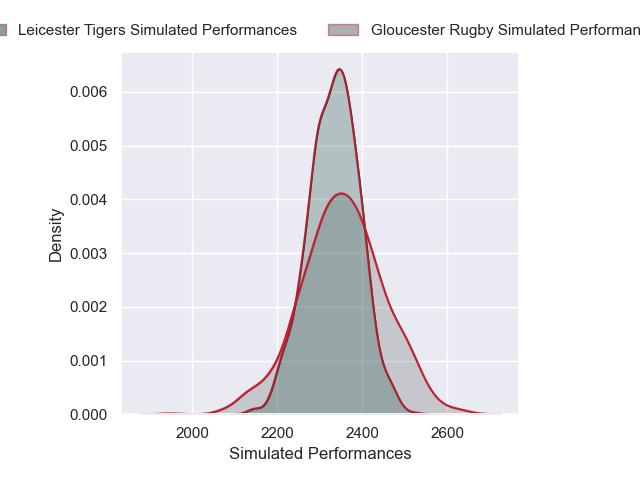 Leicester Tigers Simulated Performances Gloucester Rugby Simulated Performan
0.006
0.005
0.004
0.003
0.002
0.001
0.000
Density
2000 2200 2400 2600
Simulated Performances